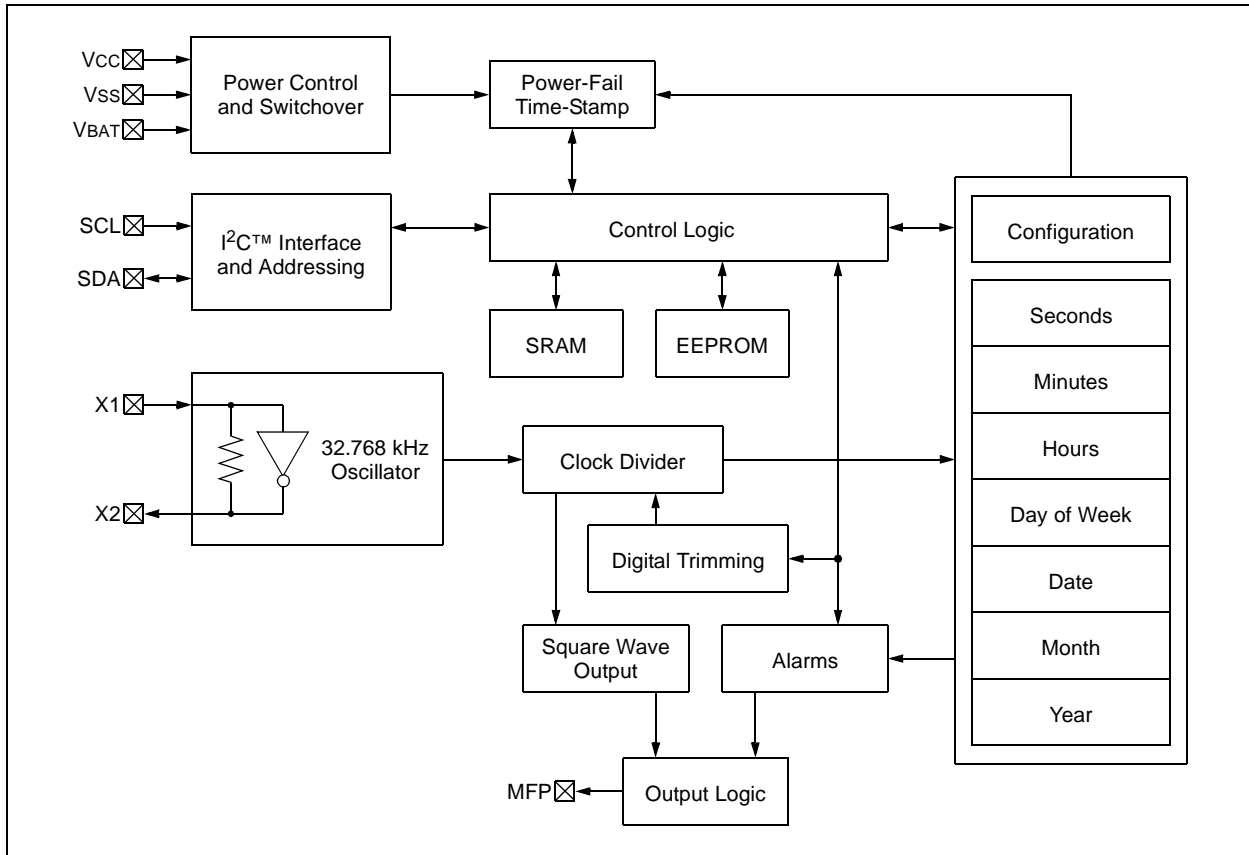 VCC
VSS
VBAT
Power Control
and Switchover
Power-Fail
Time-Stamp
SCL
SDA
I²C™ Interface
and Addressing
Control Logic
Configuration
SRAM
EEPROM
Seconds
Minutes
Hours
Day of Week
Date
Month
Year
X1
X2
32.768 kHz
Oscillator
Clock Divider
Digital Trimming
Square Wave
Output
Alarms
MFP
Output Logic